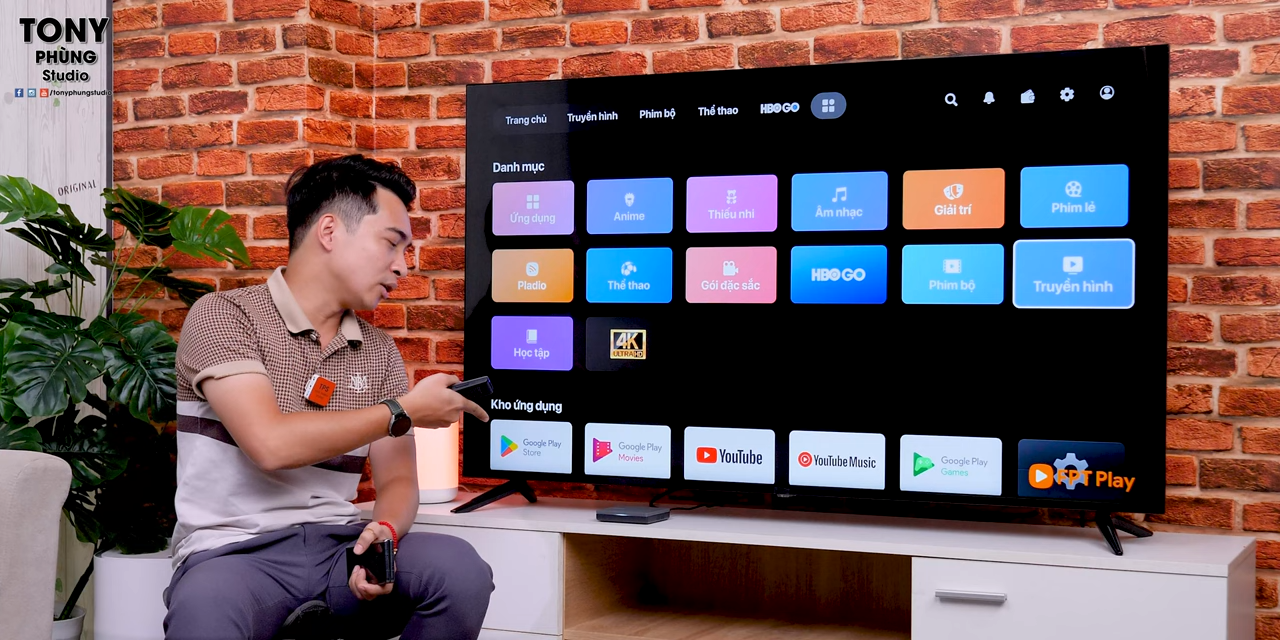 TONY
PHÙNG
Studio
/tonyphungstudio
ORIGINAL
Trang chủ
Truyền hình
Phim bộ
Thể thao
HBO GO
Danh mục
Ứng dụng
Anime
Thiếu nhi
Âm nhạc
Giải trí
Phim lẻ
Pladio
Thể thao
Gói đặc sắc
HBO GO
Phim bộ
Truyền hình
Học tập
4K
ULTRA HD
Kho ứng dụng
Google Play
Store
Google Play
Movies
YouTube
YouTube Music
Google Play
Games
FPT Play
TPS